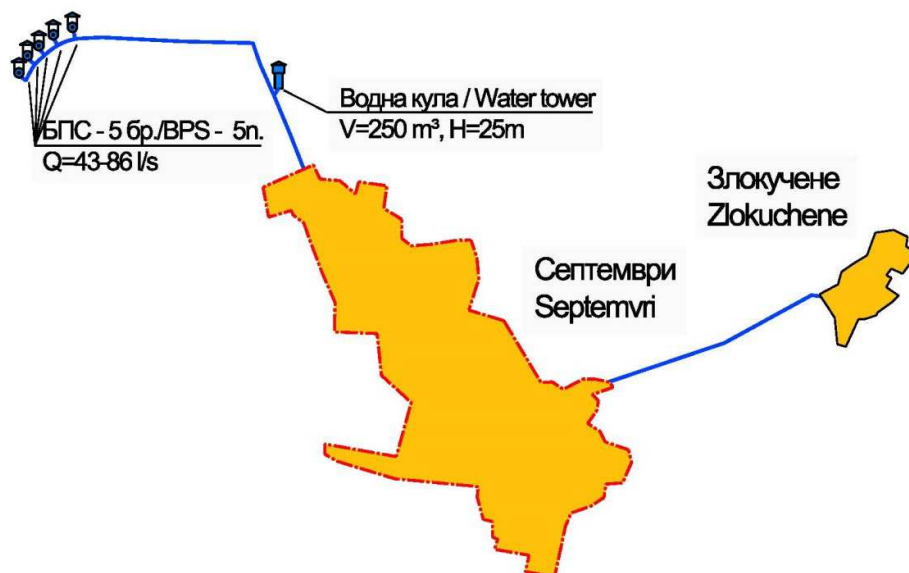 БПС - 5 бр./BPS - 5n.
Q=43-86 l/s
Водна кула / Water tower
V=250 m³, H=25m
Злокучене
Zlokuchene
Септември
Septemvri